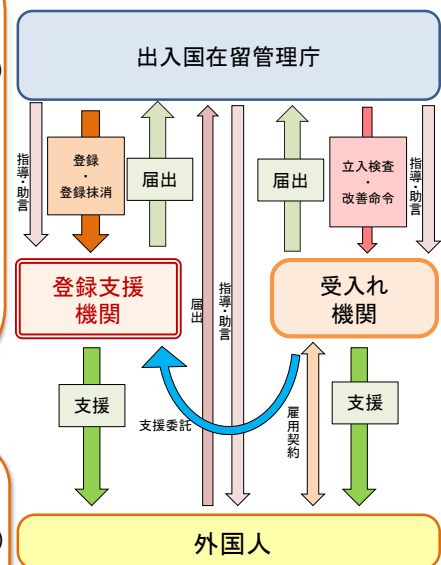 出入国在留管理庁
指導・助言
登録
・
登録抹消
届出
届出
立入検査
・
改善命令
指導・助言
登録支援
機関
届出
指導・助言
受入れ
機関
支援
支援委託
雇用契約
支援
外国人